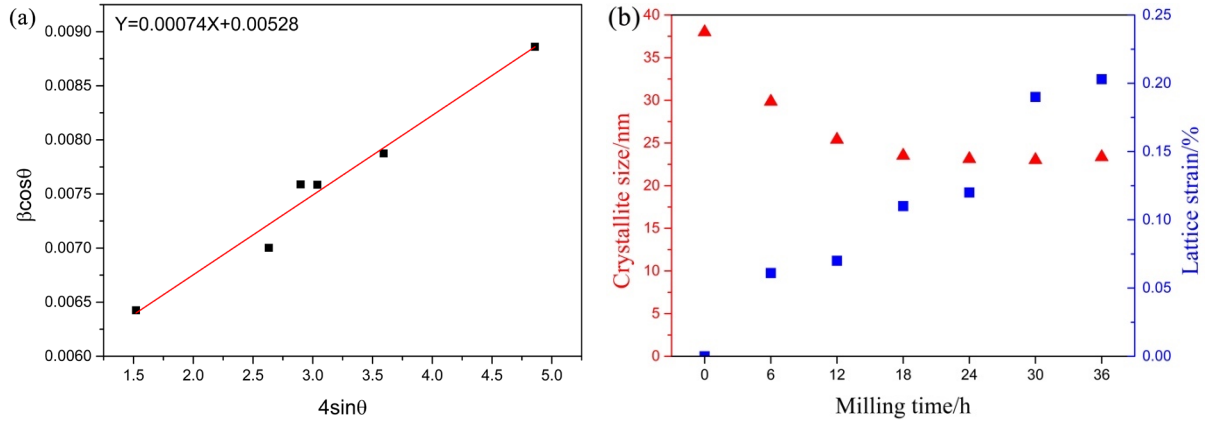 (a)
Y=0.00074X+0.00528
0.0090
0.0085
0.0080
0.0075
0.0070
0.0065
0.0060
βcosθ
1.5 2.0 2.5 3.0 3.5 4.0 4.5 5.0
4sinθ
(b)
40
35
30
25
20
15
10
5
0
Crystallite size/nm
0.25
0.20
0.15
0.10
0.05
0.00
Lattice strain/%
0 6 12 18 24 30 36
Milling time/h